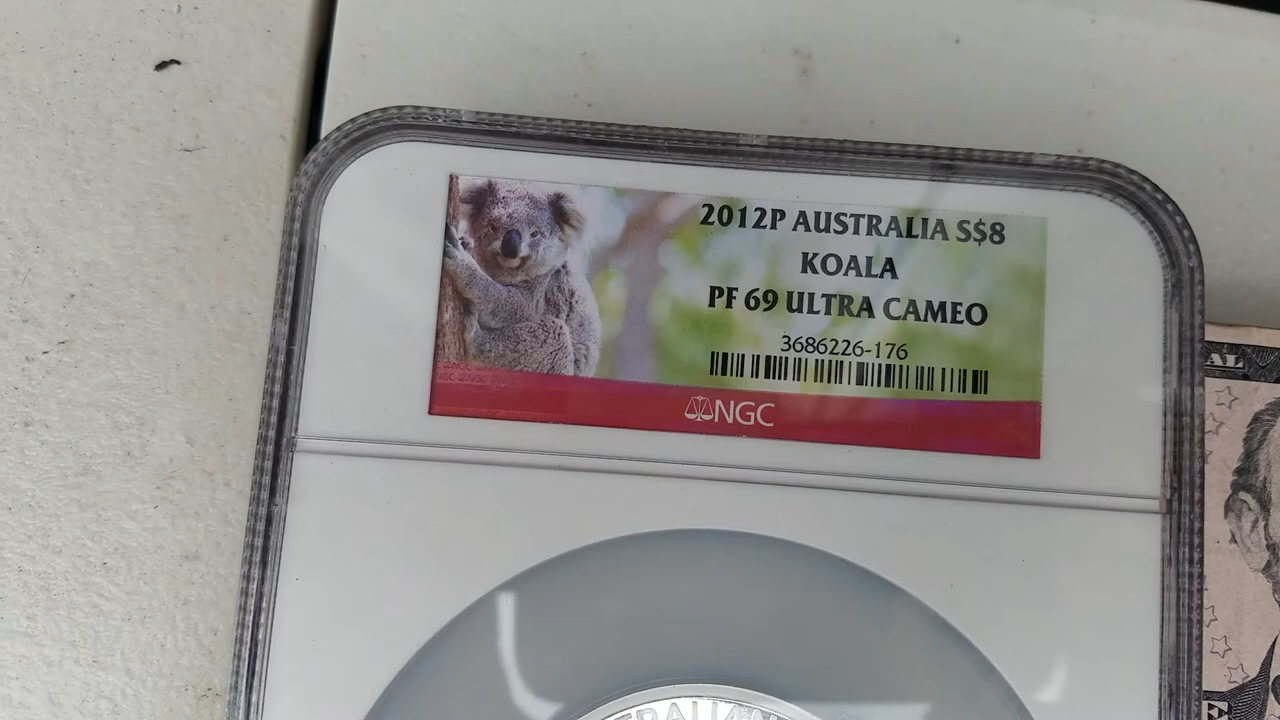 2012P AUSTRALIA S$8
KOALA
PF 69 ULTRA CAMEO
3686226-176
NGC